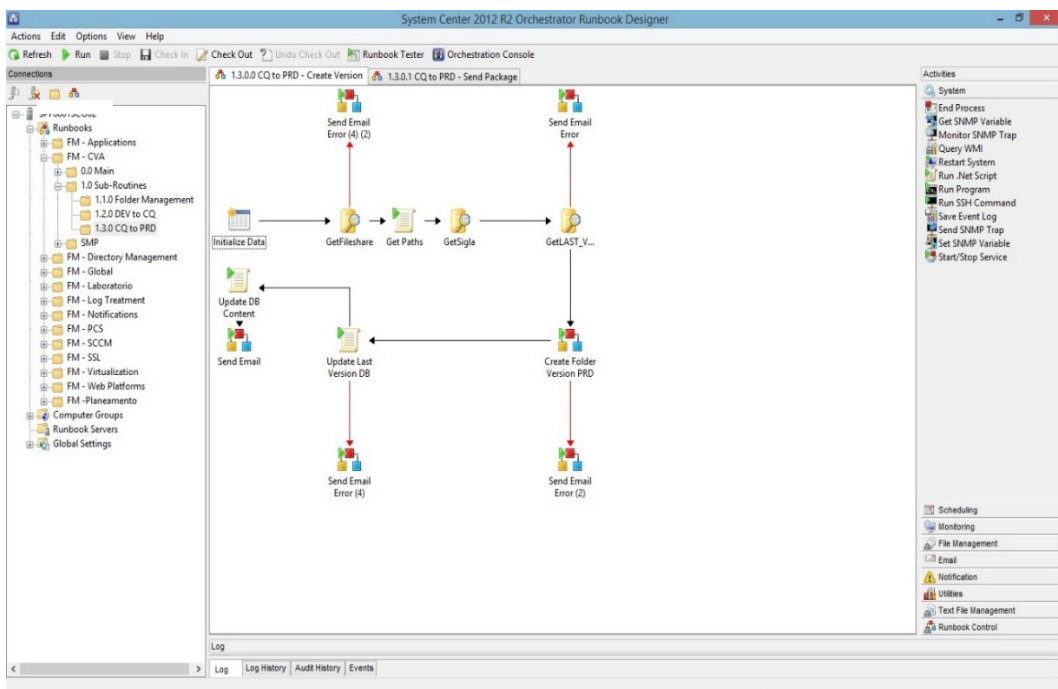 System Center 2012 R2 Orchestrator Runbook Designer
Actions Edit Options View Help
Refresh Run Stop Check In Check Out Undo Check Out Runbook Tester Orchestration Console
Connections
Runbooks
FM - Applications
FM - CVA
0.0 Main
1.0 Sub-Routines
1.1.0 Folder Management
1.2.0 DEV to CQ
1.3.0 CQ to PRD
SMP
FM - Directory Management
FM - Global
FM - Laboratorio
FM - Log Treatment
FM - Notifications
FM - PCS
FM - SCCM
FM - SSL
FM - Virtualization
FM - Web Platforms
FM -Planeamento
Computer Groups
Runbook Servers
Global Settings
1.3.0.0 CQ to PRD - Create Version 1.3.0.1 CQ to PRD - Send Package
Send Email Send Email
Error (4) (2) Error
Initialize Data GetFileshare Get Paths GetSigla GetLAST_V...
Update DB
Content
Send Email Update Last Create Folder
Version DB Version PRD
Send Email Send Email
Error (4) Error (2)
Log
Log Log History Audit History Events
Activities
System
End Process
Get SNMP Variable
Monitor SNMP Trap
Query WMI
Restart System
Run .Net Script
Run Program
Run SSH Command
Save Event Log
Send SNMP Trap
Set SNMP Variable
Start/Stop Service
Scheduling
Monitoring
File Management
Email
Notification
Utilities
Text File Management
Runbook Control